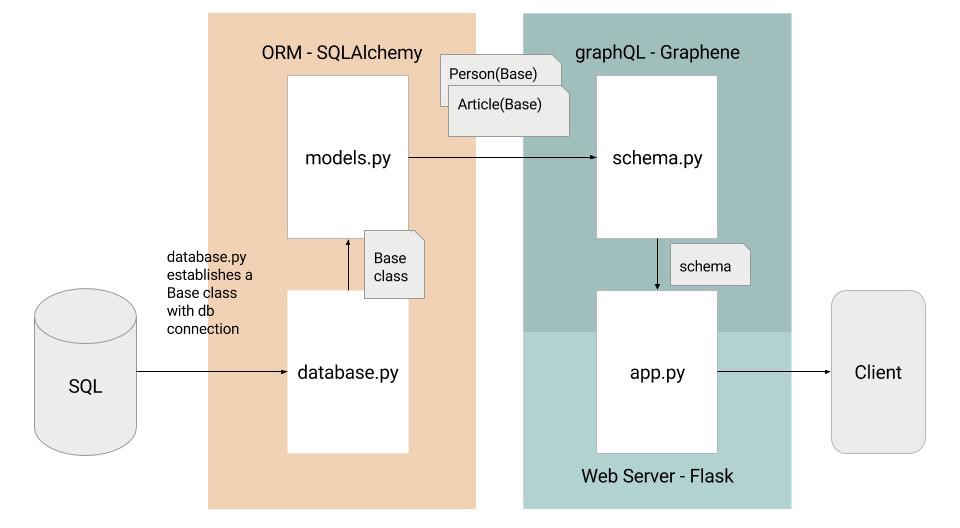 ORM - SQLAlchemy
graphQL - Graphene
Person(Base)
Article(Base)
models.py
schema.py
database.py
establishes a
Base class
with db
connection
Base
class
schema
SQL
database.py
app.py
Client
Web Server - Flask